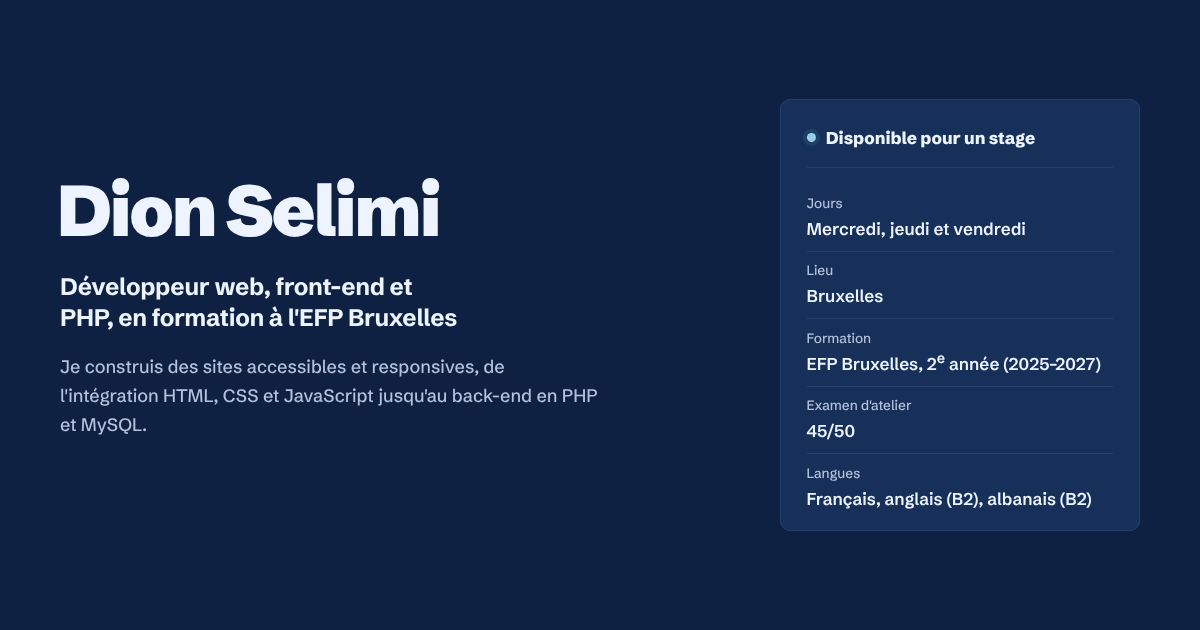 Dion Selimi
Développeur web, front-end et
PHP, en formation à l'EFP Bruxelles
Je construis des sites accessibles et responsives, de
l'intégration HTML, CSS et JavaScript jusqu'au back-end en PHP
et MySQL.
Disponible pour un stage
Jours
Mercredi, jeudi et vendredi
Lieu
Bruxelles
Formation
EFP Bruxelles, 2e année (2025-2027)
Examen d'atelier
45/50
Langues
Français, anglais (B2), albanais (B2)